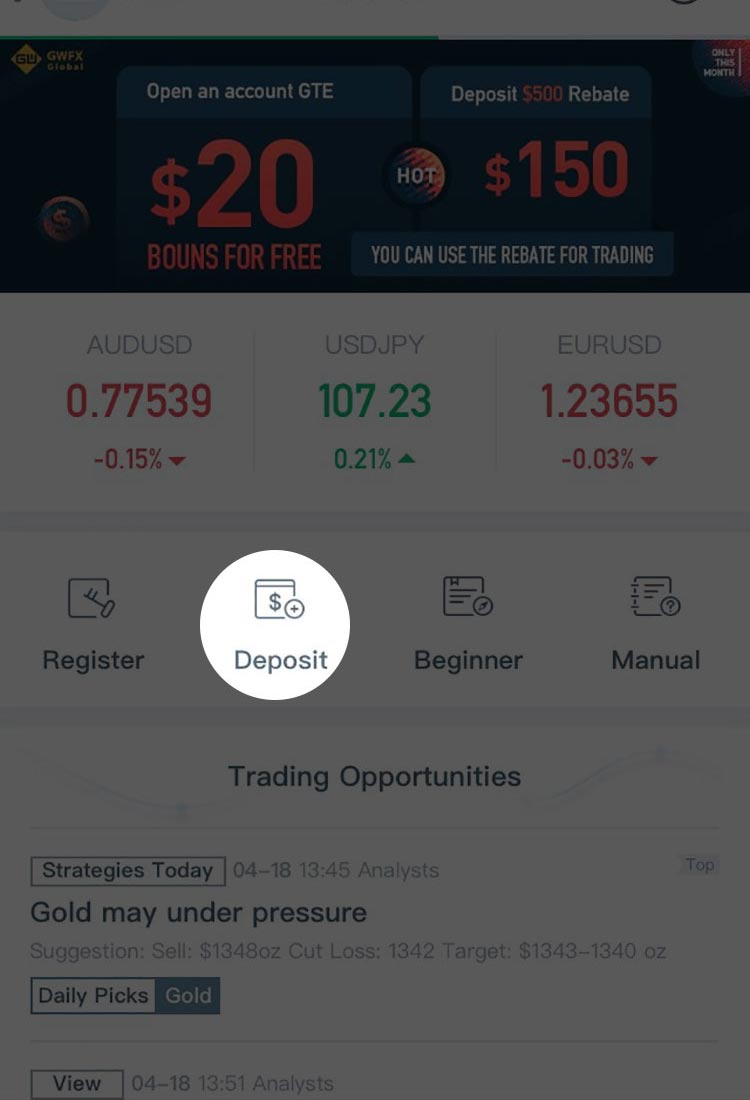 GWFX
Global
ONLY
THIS
MONTH
Open an account GTE
Deposit $500 Rebate
$20
HOT
$150
BOUNS FOR FREE
YOU CAN USE THE REBATE FOR TRADING
AUDUSD
USDJPY
EURUSD
0.77539
107.23
1.23655
-0.15%
0.21%
-0.03%
Register
Deposit
Beginner
Manual
Trading Opportunities
Strategies Today 04-18 13:45 Analysts
Top
Gold may under pressure
Suggestion: Sell: $1348oz Cut Loss: 1342 Target: $1343-1340 oz
Daily Picks Gold
View 04-18 13:51 Analysts